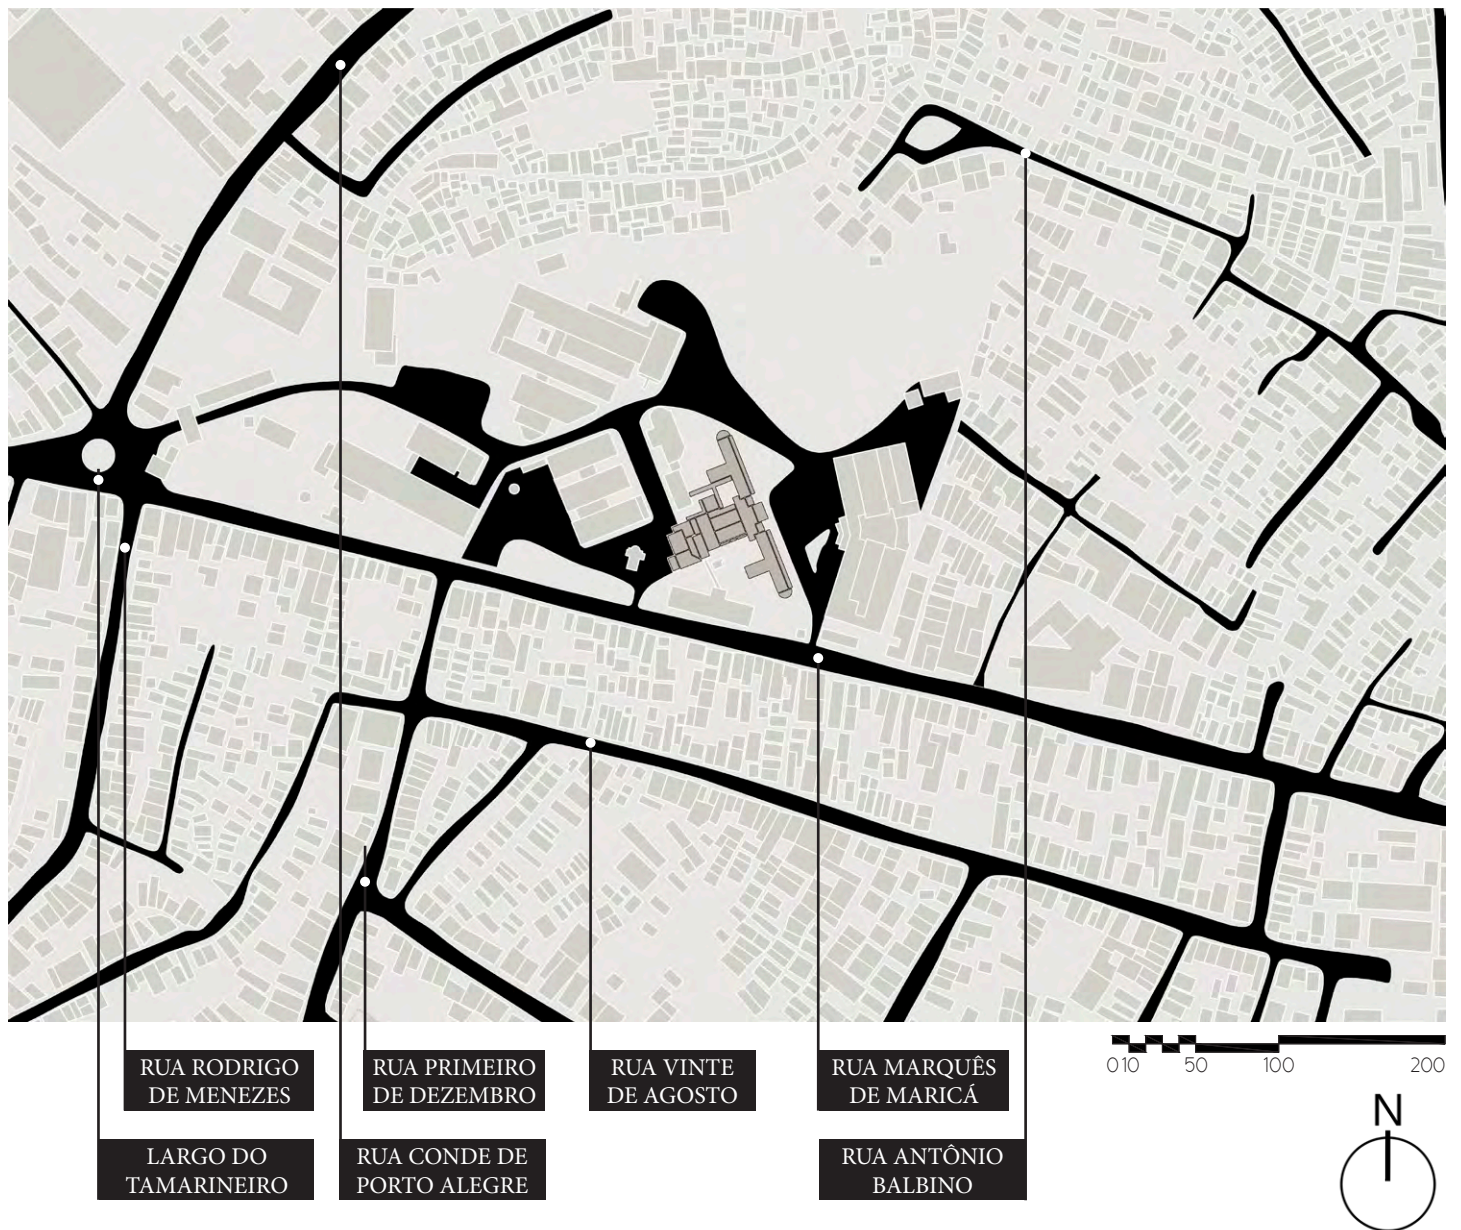 RUA RODRIGO
DE MENEZES
RUA PRIMEIRO
DE DEZEMBRO
RUA VINTE
DE AGOSTO
RUA MARQUÊS
DE MARICÁ
LARGO DO
TAMARINEIRO
RUA CONDE DE
PORTO ALEGRE
RUA ANTÔNIO
BALBINO
0 10 50 100 200
N